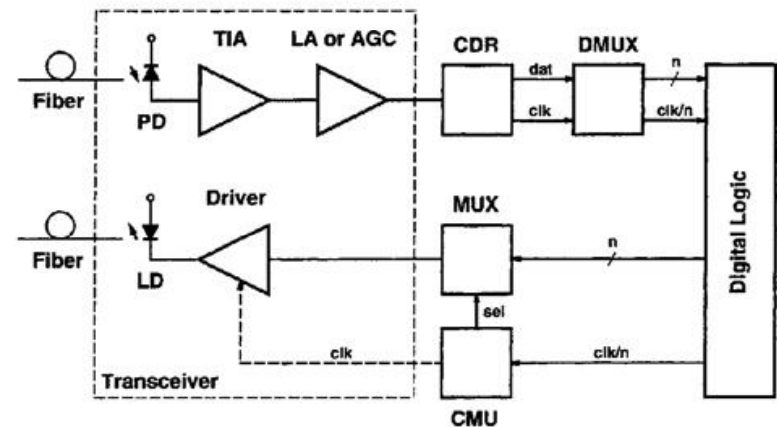 TIA
LA or AGC
CDR
DMUX
dat
n
Fiber
PD
clk
clk/n
Digital Logic
Driver
MUX
n
Fiber
LD
sel
clk
clk/n
Transceiver
CMU